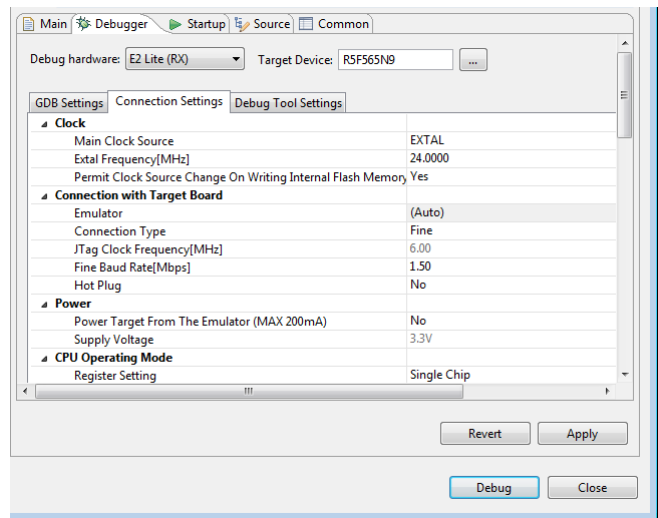 Main Debugger Startup Source Common
Debug hardware: E2 Lite (RX) Target Device: R5F565N9 ...
GDB Settings Connection Settings Debug Tool Settings
Clock
Main Clock Source EXTAL
Extal Frequency[MHz] 24.0000
Permit Clock Source Change On Writing Internal Flash Memory Yes
Connection with Target Board
Emulator (Auto)
Connection Type Fine
JTag Clock Frequency[MHz] 6.00
Fine Baud Rate[Mbps] 1.50
Hot Plug No
Power
Power Target From The Emulator (MAX 200mA) No
Supply Voltage 3.3V
CPU Operating Mode
Register Setting Single Chip
Revert Apply
Debug Close